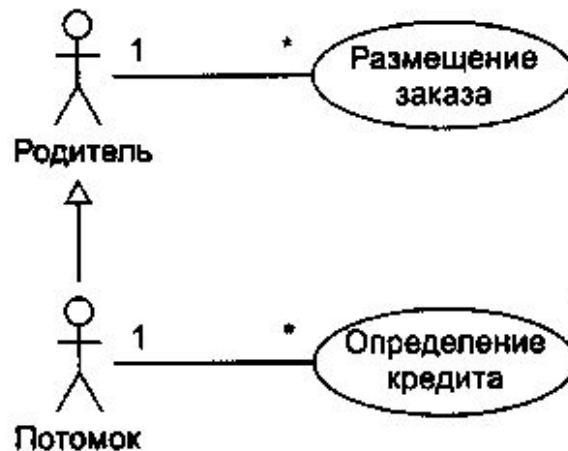 1 *
Размещение
заказа
Родитель
1 *
Определение
кредита
Потомок